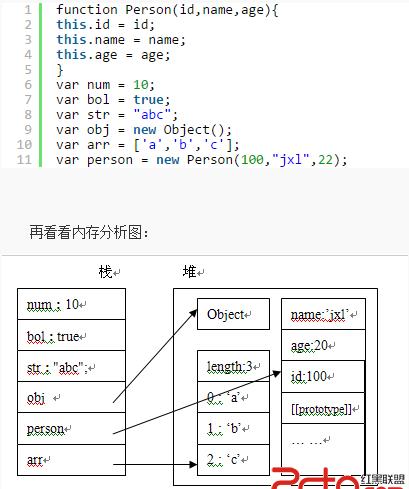 1 function Person(id,name,age){
2 this.id = id;
3 this.name = name;
4 this.age = age;
5 }
6 var num = 10;
7 var bol = true;
8 var str = "abc";
9 var obj = new Object();
10 var arr = ['a','b','c'];
11 var person = new Person(100,"jxl",22);
再看看内存分析图：
栈 堆
num：10
bol：true
str："abc";
obj
person
arr
Object
length:3
0：‘a’
1：‘b’
2：‘c’
name:’jxl’
age:20
id:100
[[prototype]]
… …
红黑联盟